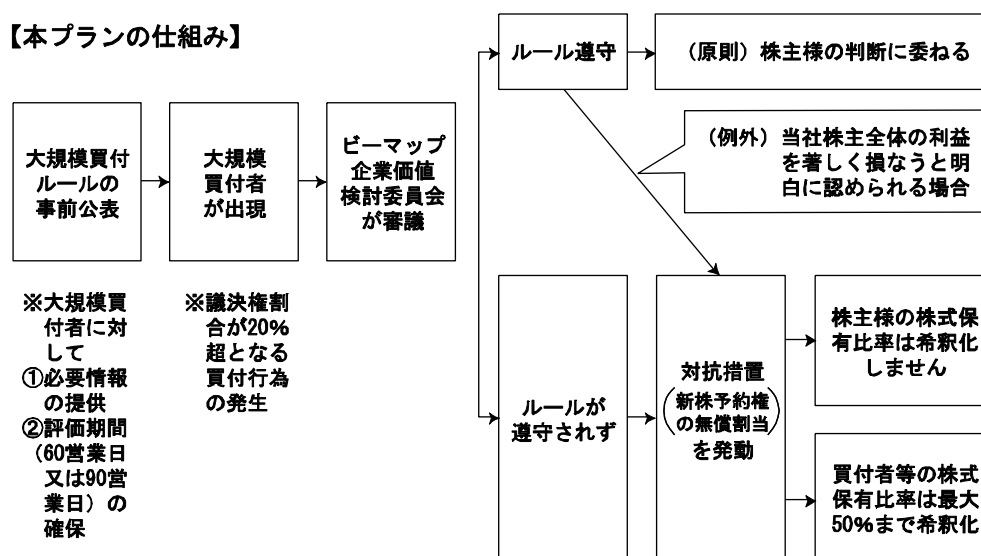 【本プランの仕組み】
大規模買付
ルールの
事前公表
大規模
買付者
が出現
ビーマップ
企業価値
検討委員会
が審議
※大規模買
付者に対
して
①必要情報
の提供
②評価期間
（60営業日
又は90営
業日）の
確保
※議決権割
合が20%
超となる
買付行為
の発生
ルール遵守
（原則）株主様の判断に委ねる
（例外）当社株主全体の利益
を著しく損なうと明
白に認められる場合
ルールが
遵守されず
対抗措置
（新株予約権
の無償割当）
を発動
株主様の株式保
有比率は希釈化
しません
買付者等の株式
保有比率は最大
50%まで希釈化